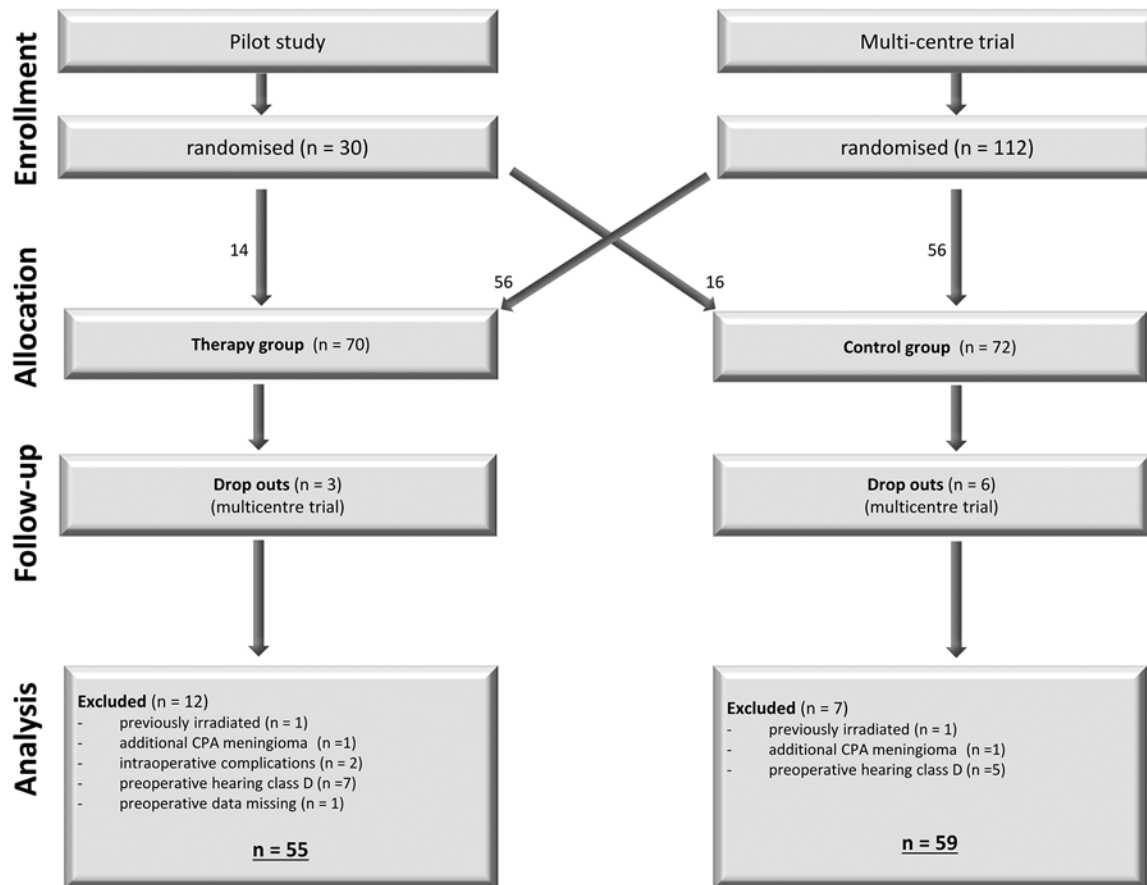 Enrollment
Pilot study
Multi-centre trial
randomised (n = 30)
randomised (n = 112)
Allocation
14
56
16
56
Therapy group (n = 70)
Control group (n = 72)
Follow-up
Drop outs (n = 3)
(multicentre trial)
Drop outs (n = 6)
(multicentre trial)
Analysis
Excluded (n = 12)
- previously irradiated (n = 1)
- additional CPA meningioma (n =1)
- intraoperative complications (n = 2)
- preoperative hearing class D (n =7)
- preoperative data missing (n = 1)
n = 55
Excluded (n = 7)
- previously irradiated (n = 1)
- additional CPA meningioma (n =1)
- preoperative hearing class D (n =5)
n = 59